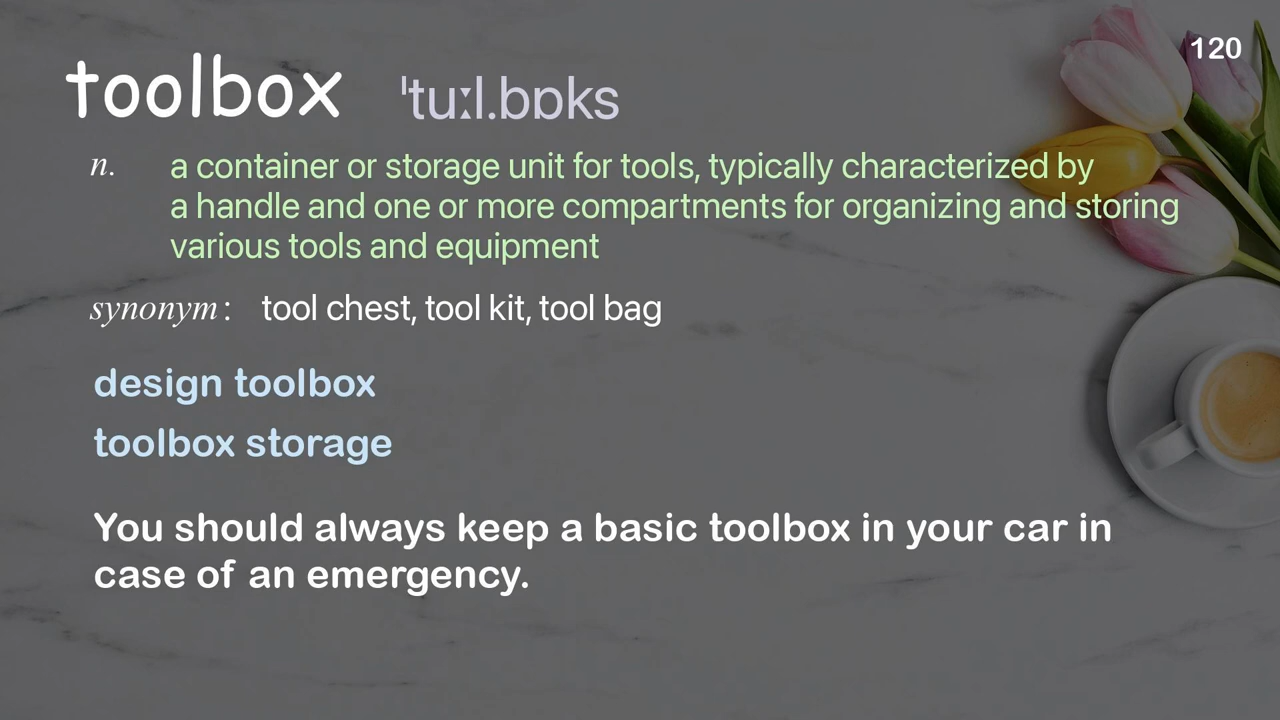 120
toolbox ˈtuːl.bɒks
n. a container or storage unit for tools, typically characterized by
a handle and one or more compartments for organizing and storing
various tools and equipment
synonym: tool chest, tool kit, tool bag
design toolbox
toolbox storage
You should always keep a basic toolbox in your car in
case of an emergency.